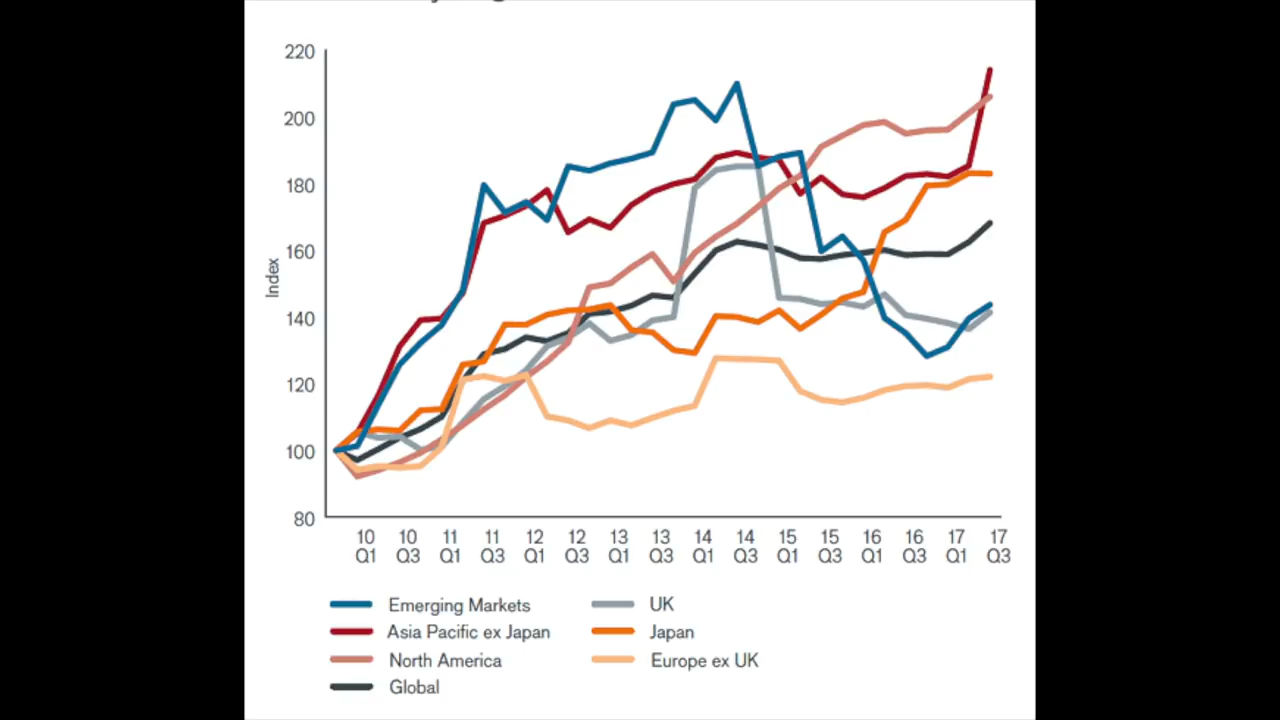 220
200
180
160
140
120
100
80
Index
10 10 11 11 12 12 13 13 14 14 15 15 16 16 17 17
Q1 Q3 Q1 Q3 Q1 Q3 Q1 Q3 Q1 Q3 Q1 Q3 Q1 Q3 Q1 Q3
Emerging Markets UK
Asia Pacific ex Japan Japan
North America Europe ex UK
Global